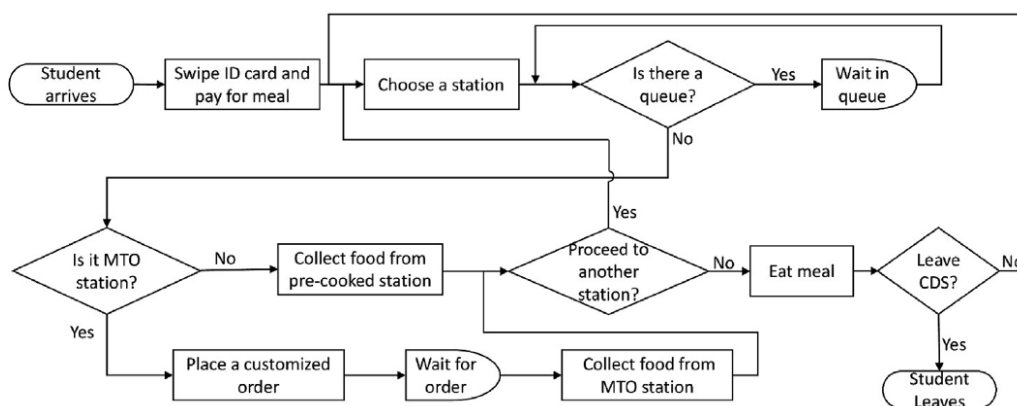 Student
arrives
Swipe ID card and
pay for meal
Choose a station
Is there a
queue?
Yes
Wait in
queue
No
Is it MTO
station?
No
Collect food from
pre-cooked station
Yes
Proceed to
another
station?
No
Eat meal
Leave
CDS?
No
Yes
Place a customized
order
Wait for
order
Collect food from
MTO station
Yes
Student
Leaves